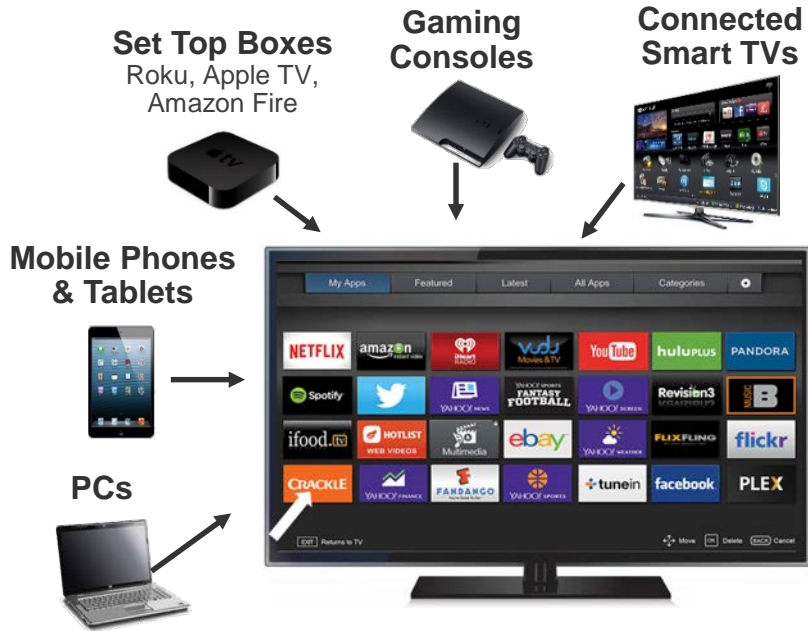 Set Top Boxes
Roku, Apple TV,
Amazon Fire
Gaming
Consoles
Connected
Smart TVs
tv
Mobile Phones
& Tablets
PCs
My Apps
Featured
Latest
All Apps
Categories
NETFLIX
amazon
instant video
iHeart
RADIO
vudu
Movies & TV
YouTube
huluPLUS
PANDORA
Spotify
YAHOO! NEWS
YAHOO! SPORTS
FANTASY
FOOTBALL
YAHOO! SCREEN
Revision3
MUSIC
B
ifood.tv
HOTLIST
WEB VIDEOS
Multimedia
ebay
YAHOO! WEATHER
FLIXFLING
flickr
CRACKLE
YAHOO! FINANCE
FANDANGO
YAHOO! SPORTS
tunein
facebook
PLEX
EXIT Returns to TV
Move OK Delete BACK Cancel